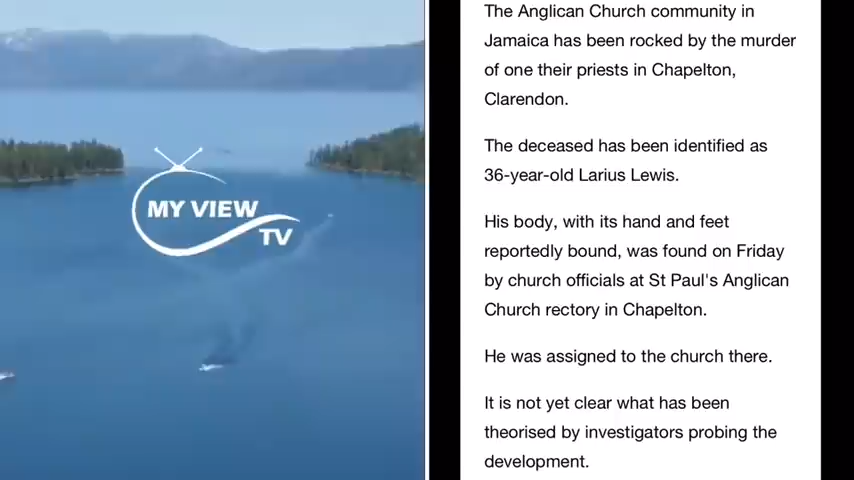 MY VIEW
TV
The Anglican Church community in
Jamaica has been rocked by the murder
of one their priests in Chapelton,
Clarendon.
The deceased has been identified as
36-year-old Larius Lewis.
His body, with its hand and feet
reportedly bound, was found on Friday
by church officials at St Paul's Anglican
Church rectory in Chapelton.
He was assigned to the church there.
It is not yet clear what has been
theorised by investigators probing the
development.